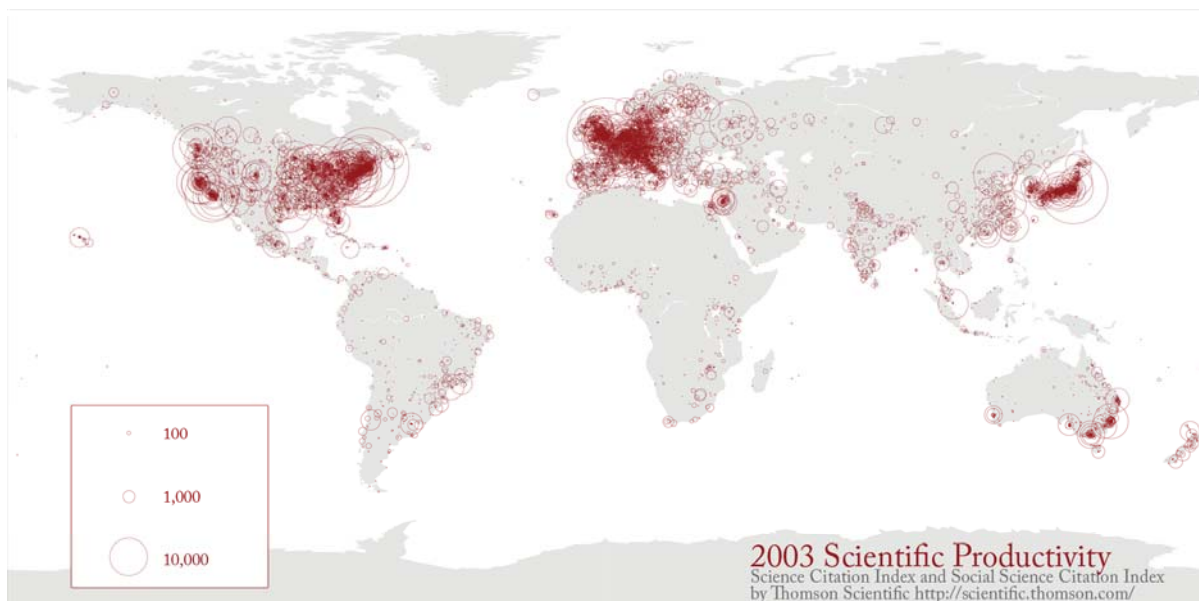 100
1,000
10,000
2003 Scientific Productivity
Science Citation Index and Social Science Citation Index
by Thomson Scientific http://scientific.thomson.com/